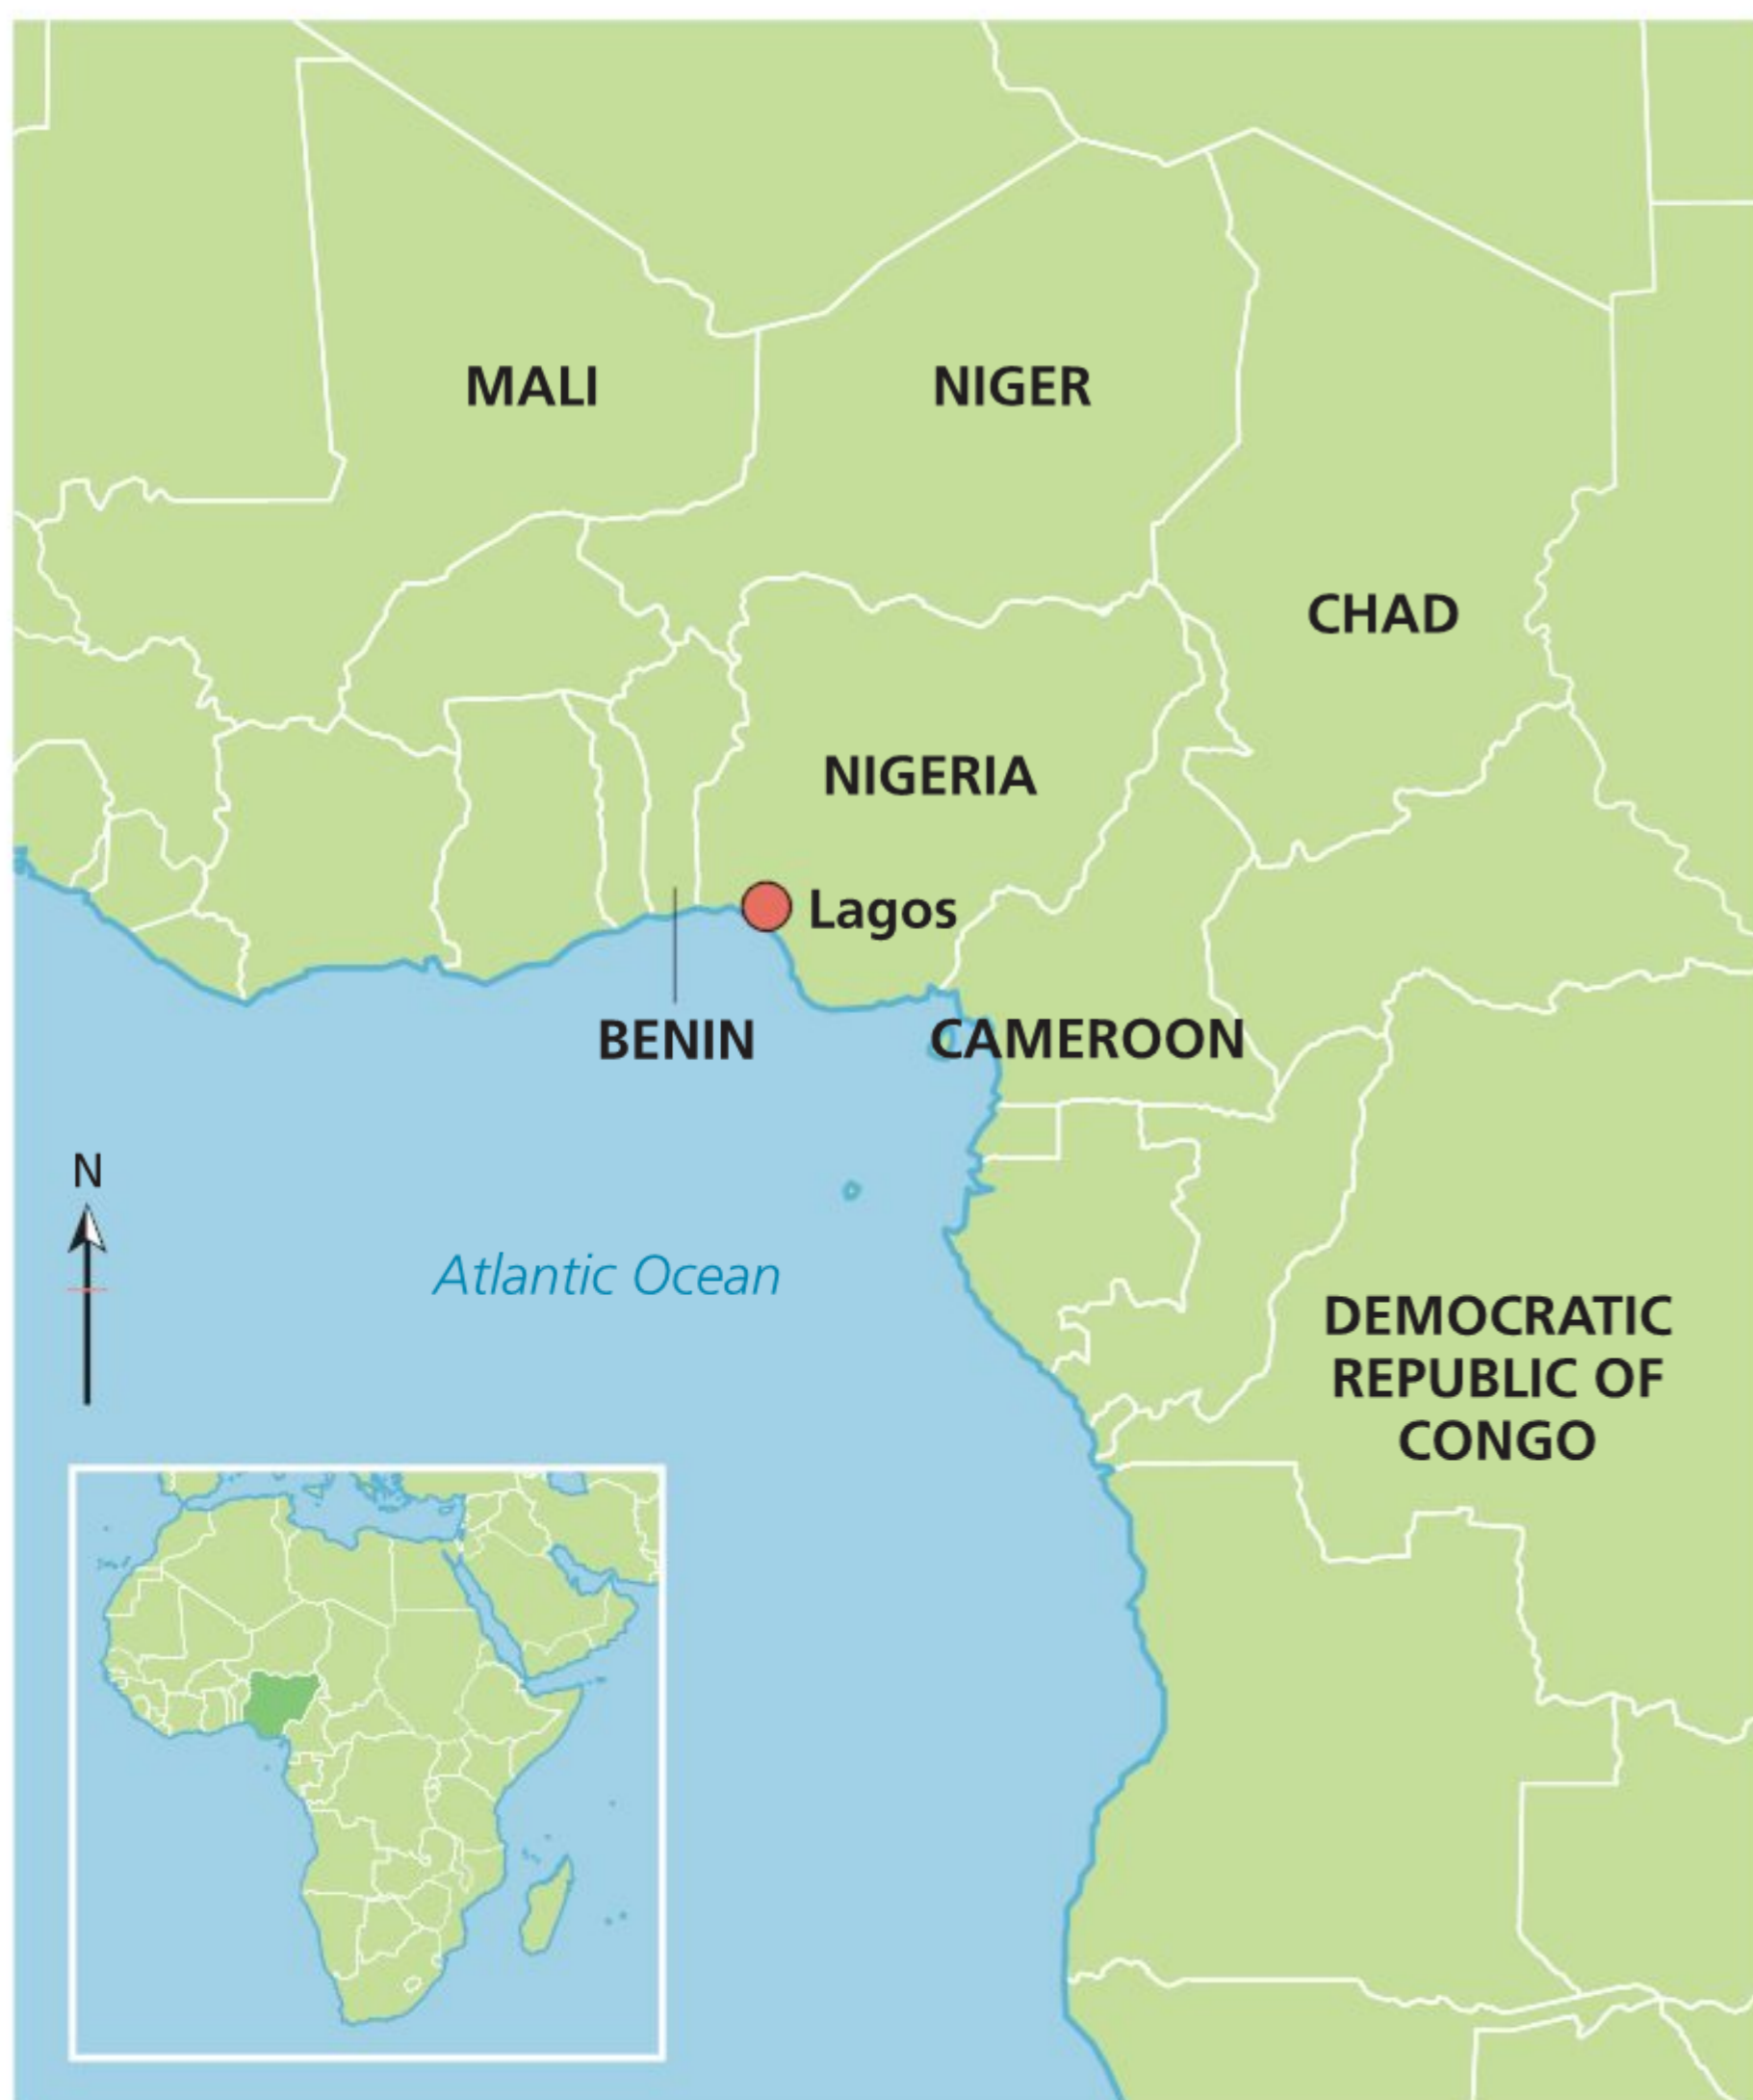 MALI
NIGER
CHAD
NIGERIA
Lagos
BENIN
CAMEROON
N
Atlantic Ocean
DEMOCRATIC
REPUBLIC OF
CONGO